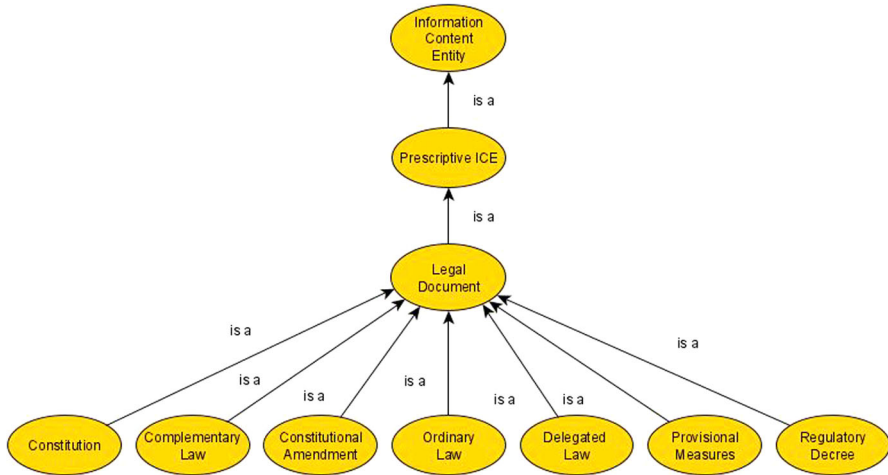 Information
Content
Entity
is a
Prescriptive ICE
is a
Legal
Document
is a
is a
is a
is a
is a
is a
is a
Constitution
Complementary
Law
Constitutional
Amendment
Ordinary
Law
Delegated
Law
Provisional
Measures
Regulatory
Decree